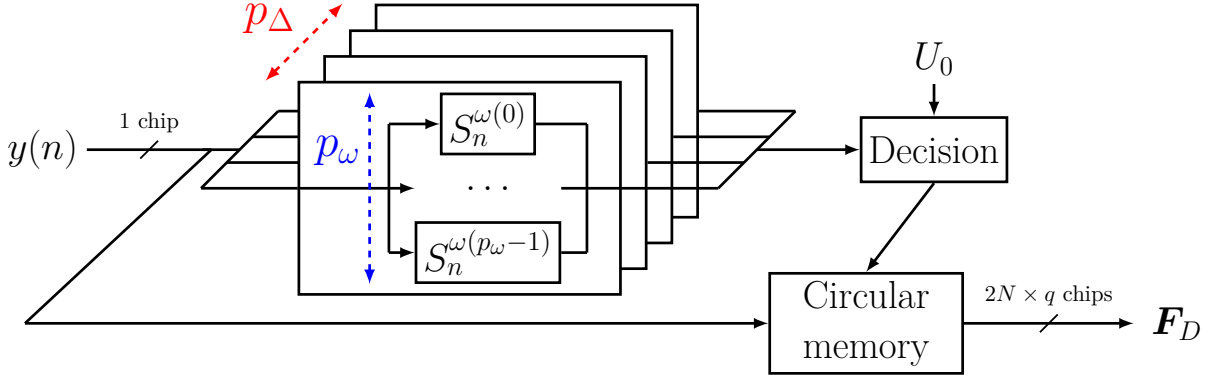 p_Δ
U_0
1 chip
y(n)
p_ω
S_n^{ω(0)}
Decision
· · ·
S_n^{ω(p_ω−1)}
Circular
memory
2N × q chips
F_D